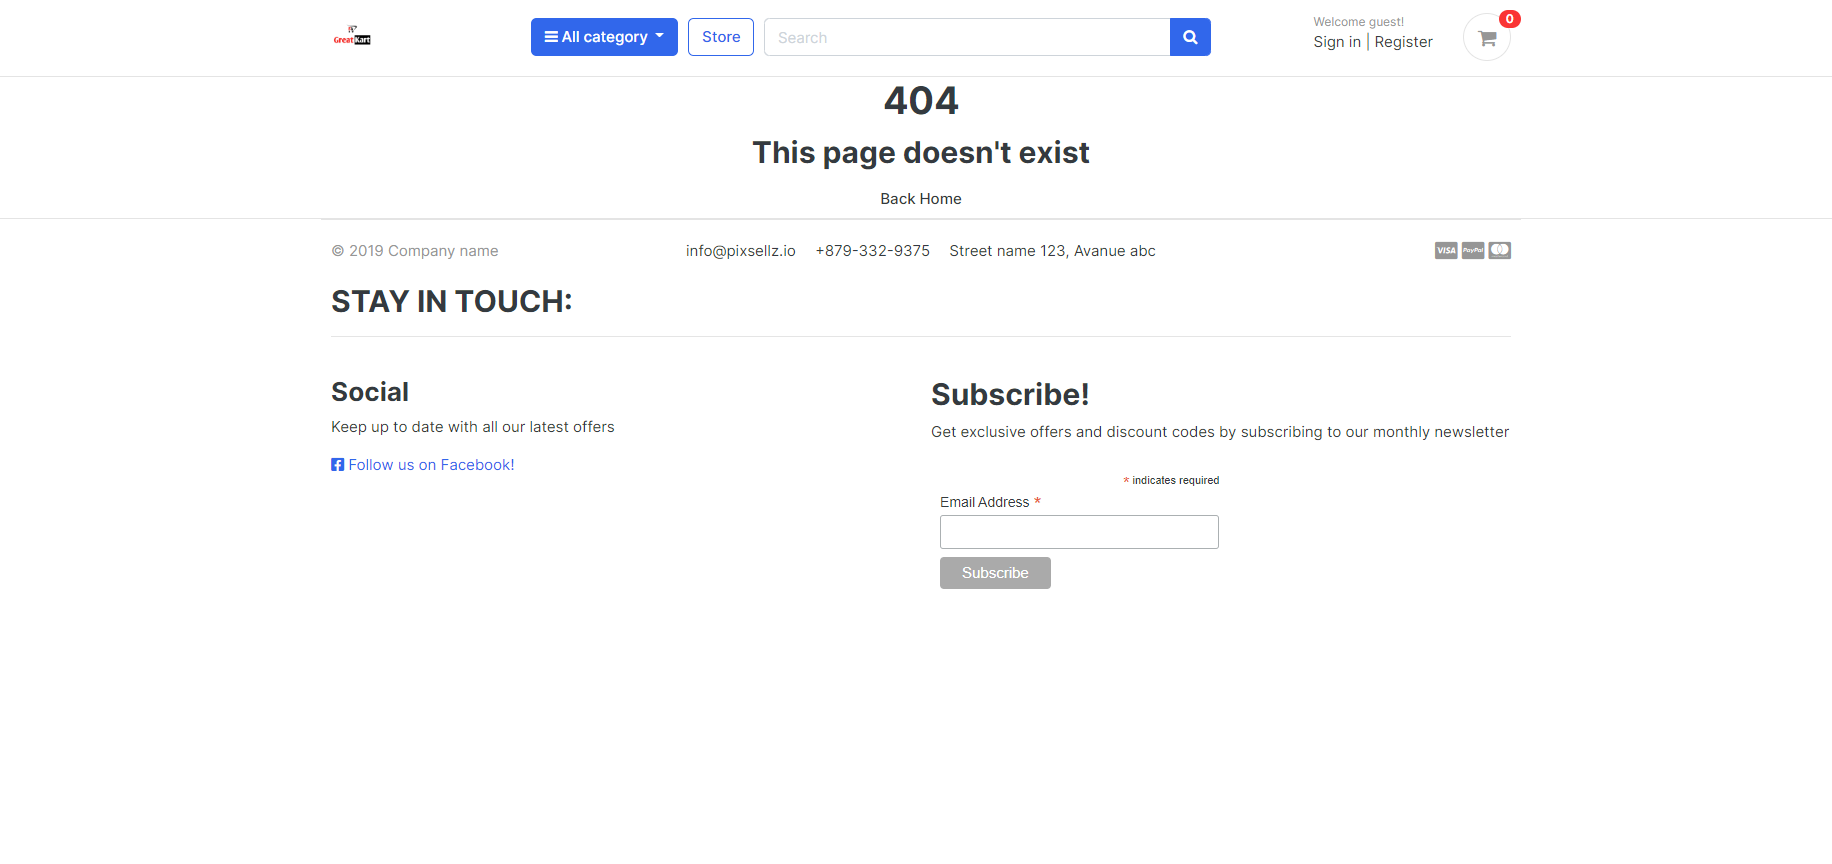 GreatKart
All category
Store
Search
Welcome guest!
Sign in | Register
0
404
This page doesn't exist
Back Home
© 2019 Company name
info@pixsellz.io +879-332-9375 Street name 123, Avanue abc
VISA PayPal
STAY IN TOUCH:
Social
Keep up to date with all our latest offers
Follow us on Facebook!
Subscribe!
Get exclusive offers and discount codes by subscribing to our monthly newsletter
* indicates required
Email Address *
Subscribe